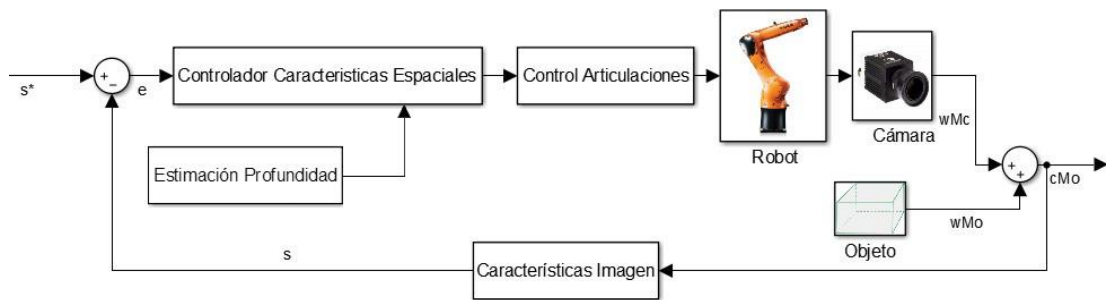 s*
+
−
e
Controlador Caracteristicas Espaciales
Control Articulaciones
Robot
Cámara
wMc
Estimación Profundidad
+
+
cMo
wMo
Objeto
s
Características Imagen